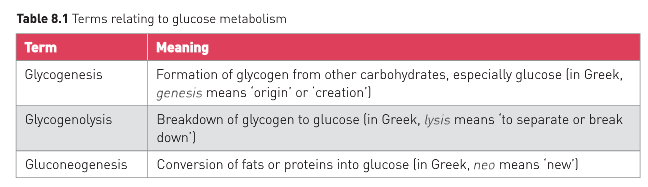 Table 8.1 Terms relating to glucose metabolism
Term Meaning
Glycogenesis Formation of glycogen from other carbohydrates, especially glucose (in Greek,
genesis means ‘origin’ or ‘creation’)
Glycogenolysis Breakdown of glycogen to glucose (in Greek, lysis means ‘to separate or break
down’)
Gluconeogenesis Conversion of fats or proteins into glucose (in Greek, neo means ‘new’)